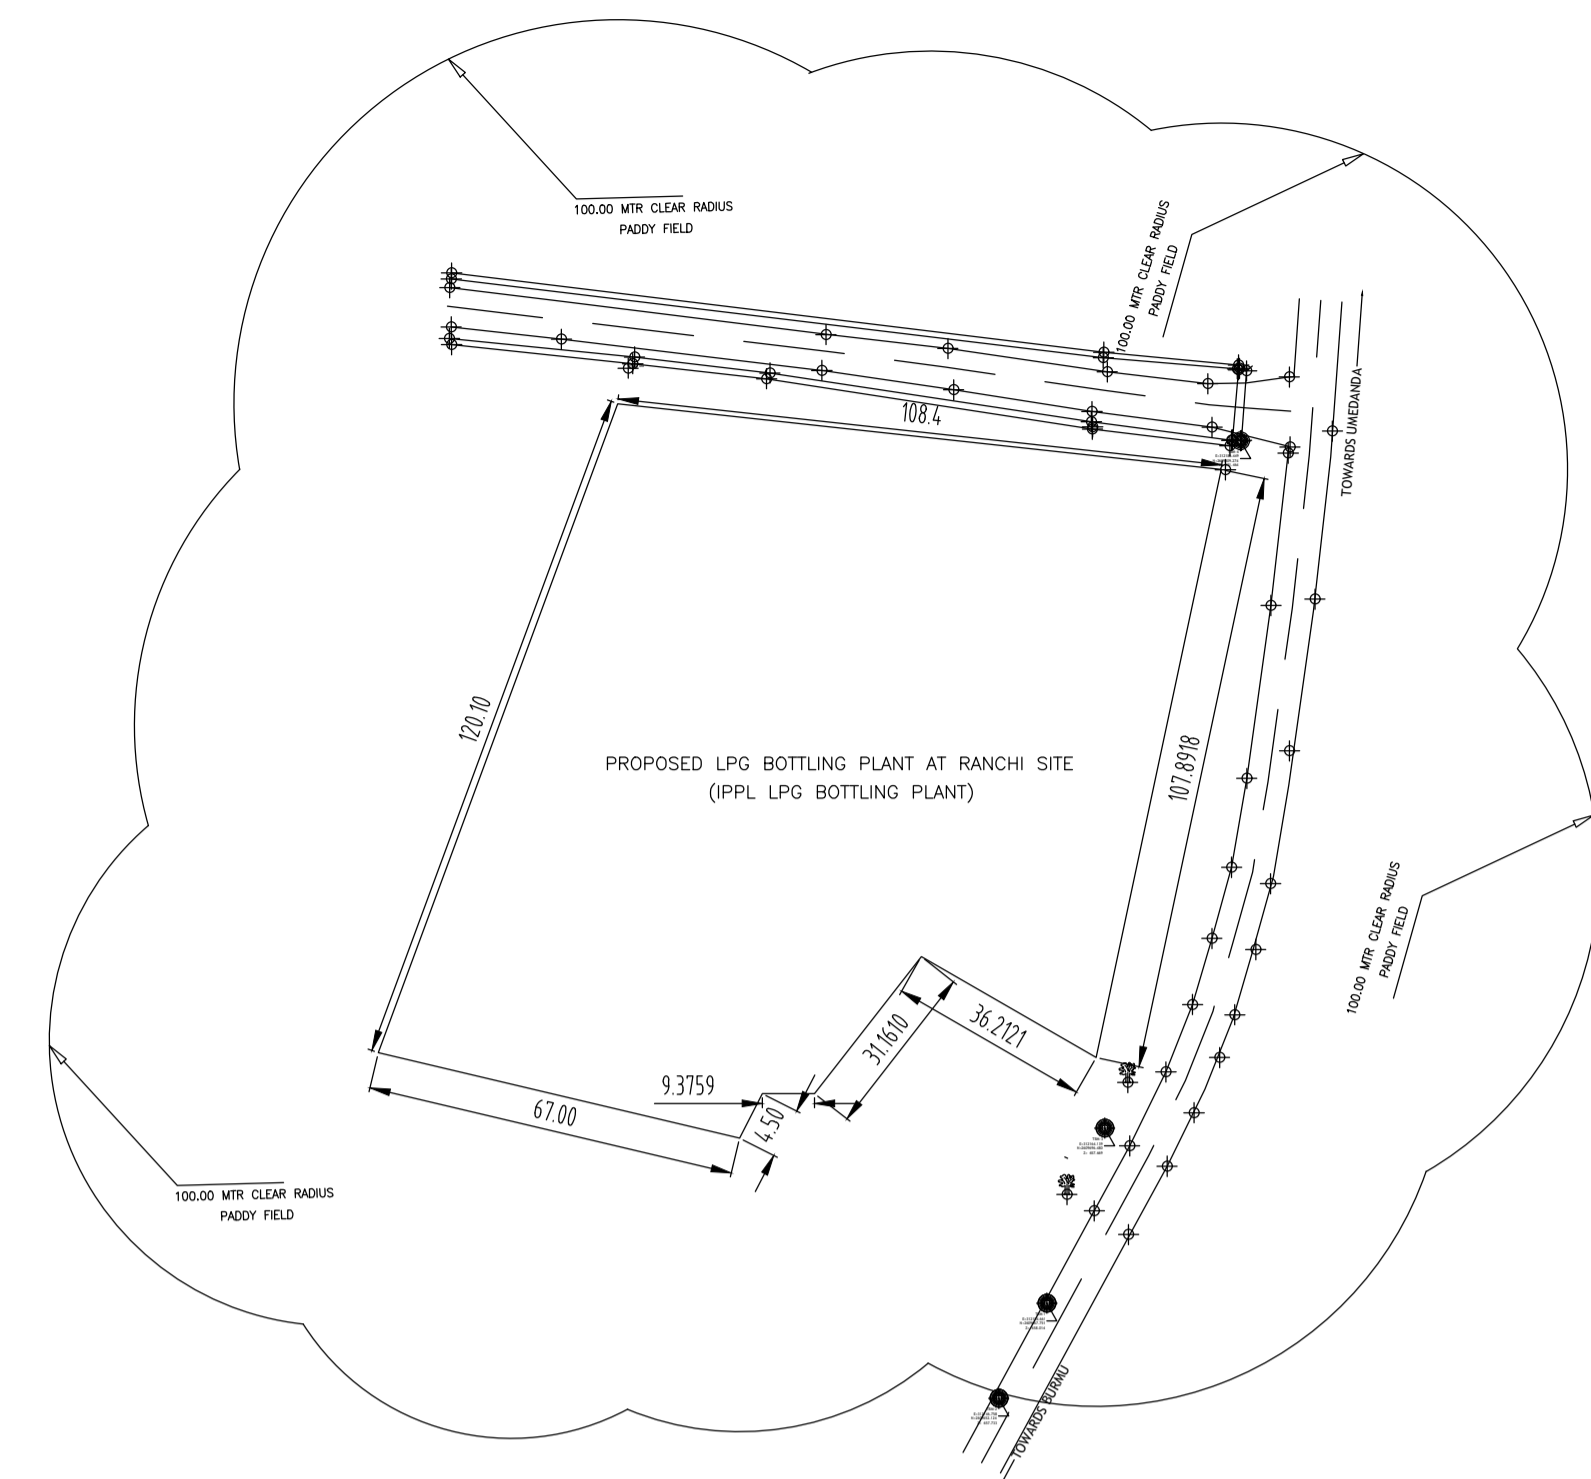 100.00 MTR CLEAR RADIUS
PADDY FIELD
100.00 MTR CLEAR RADIUS
PADDY FIELD
TOWARDS UMEDANDA
108.4
120.10
PROPOSED LPG BOTTLING PLANT AT RANCHI SITE
(IPPL LPG BOTTLING PLANT)
107.8918
100.00 MTR CLEAR RADIUS
PADDY FIELD
36.2121
31.1610
9.3759
67.00
4.50
100.00 MTR CLEAR RADIUS
PADDY FIELD
TOWARDS BURMU